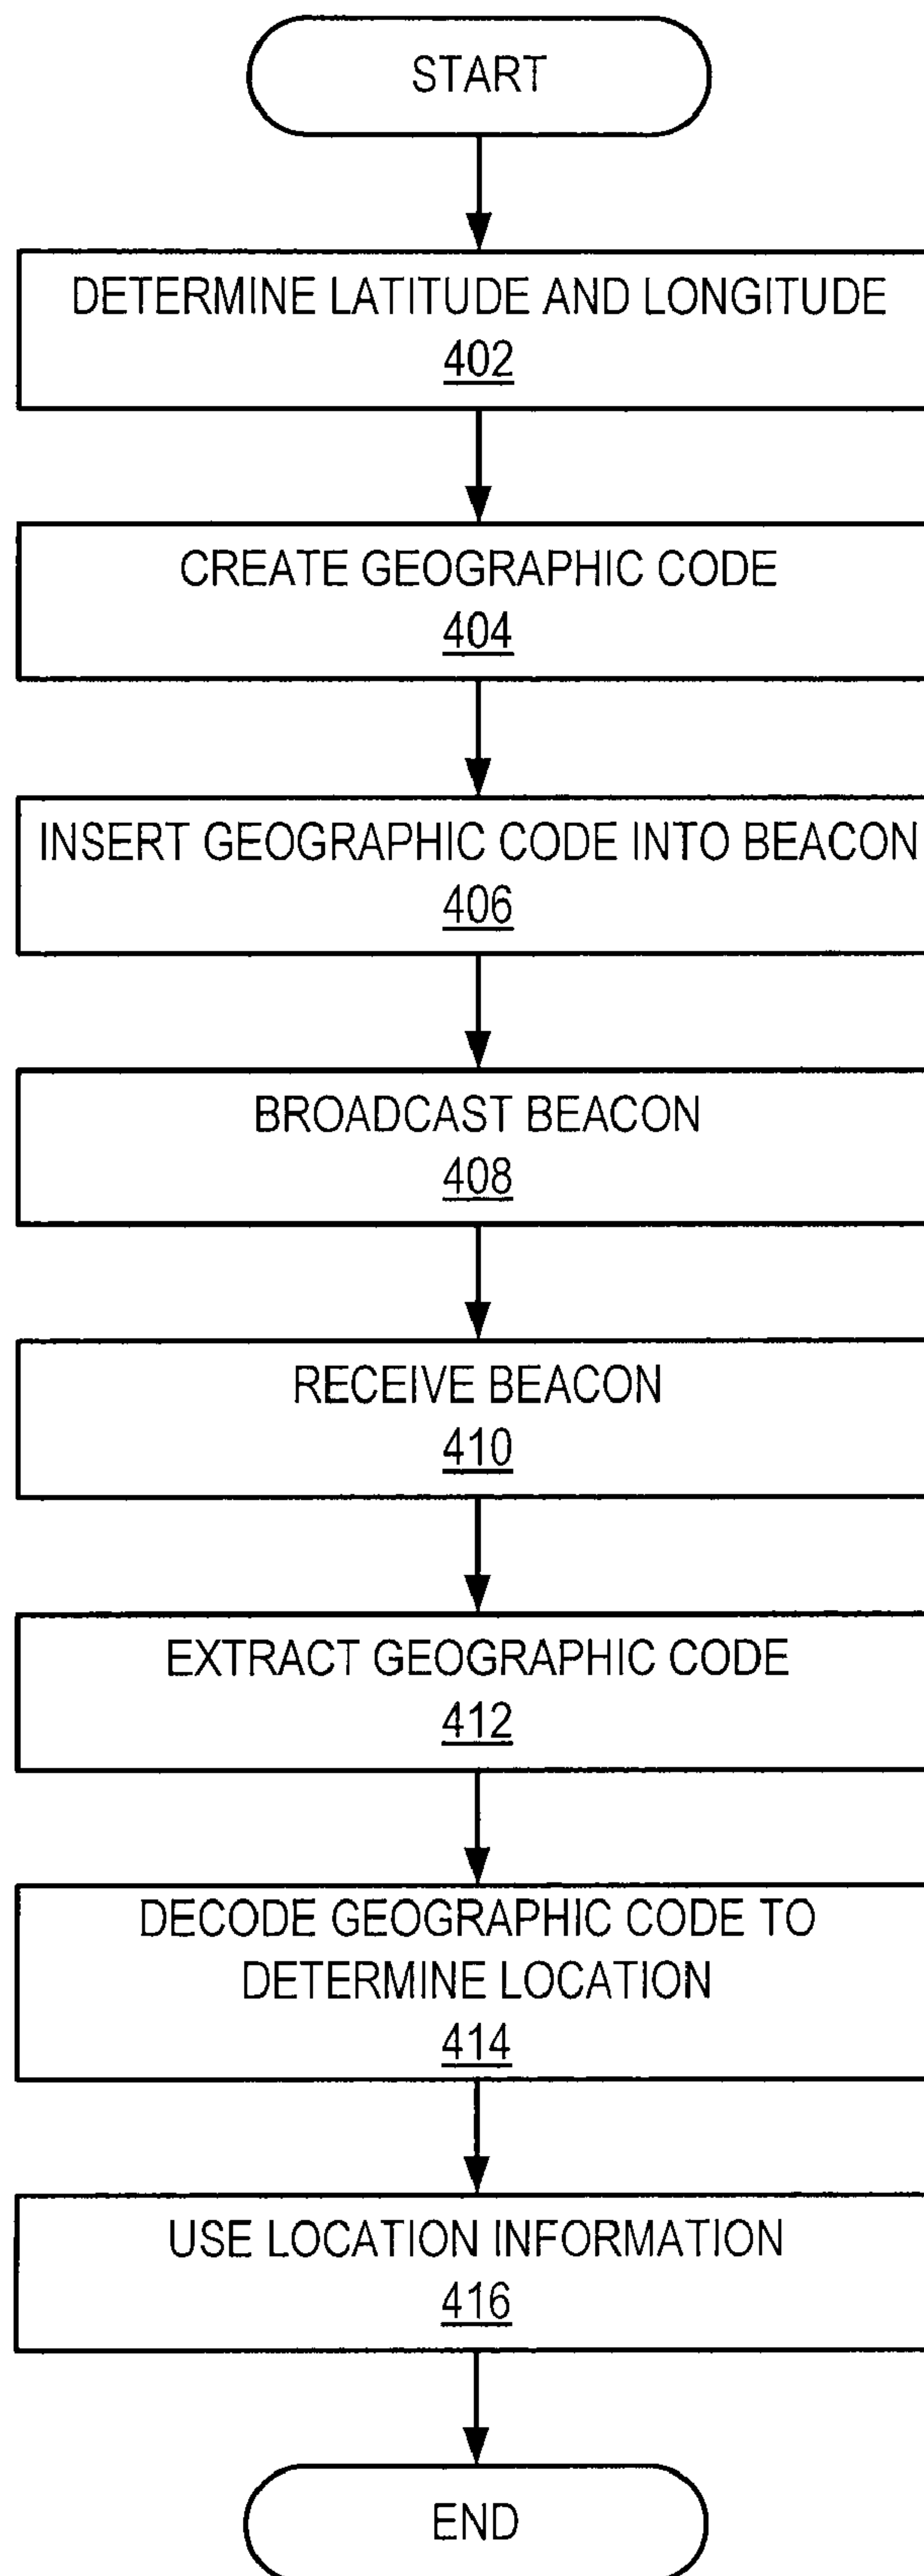 START
DETERMINE LATITUDE AND LONGITUDE
402
CREATE GEOGRAPHIC CODE
404
INSERT GEOGRAPHIC CODE INTO BEACON
406
BROADCAST BEACON
408
RECEIVE BEACON
410
EXTRACT GEOGRAPHIC CODE
412
DECODE GEOGRAPHIC CODE TO
DETERMINE LOCATION
414
USE LOCATION INFORMATION
416
END